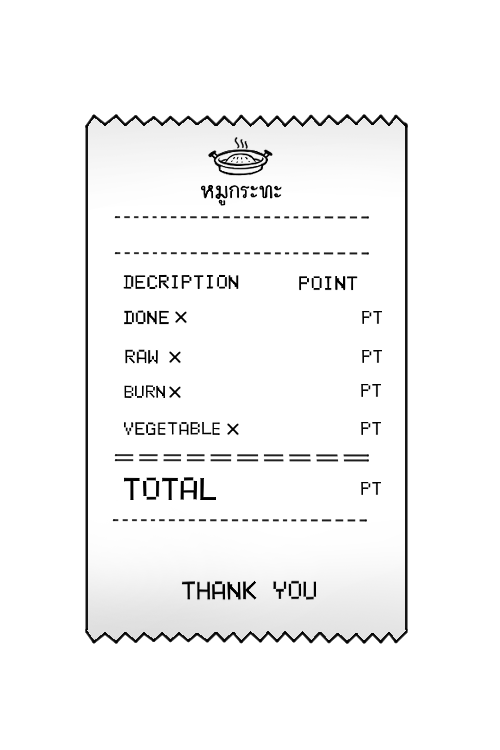 หมูกระทะ
DECRIPTION POINT
DONE × PT
RAW × PT
BURN × PT
VEGETABLE × PT
TOTAL PT
THANK YOU